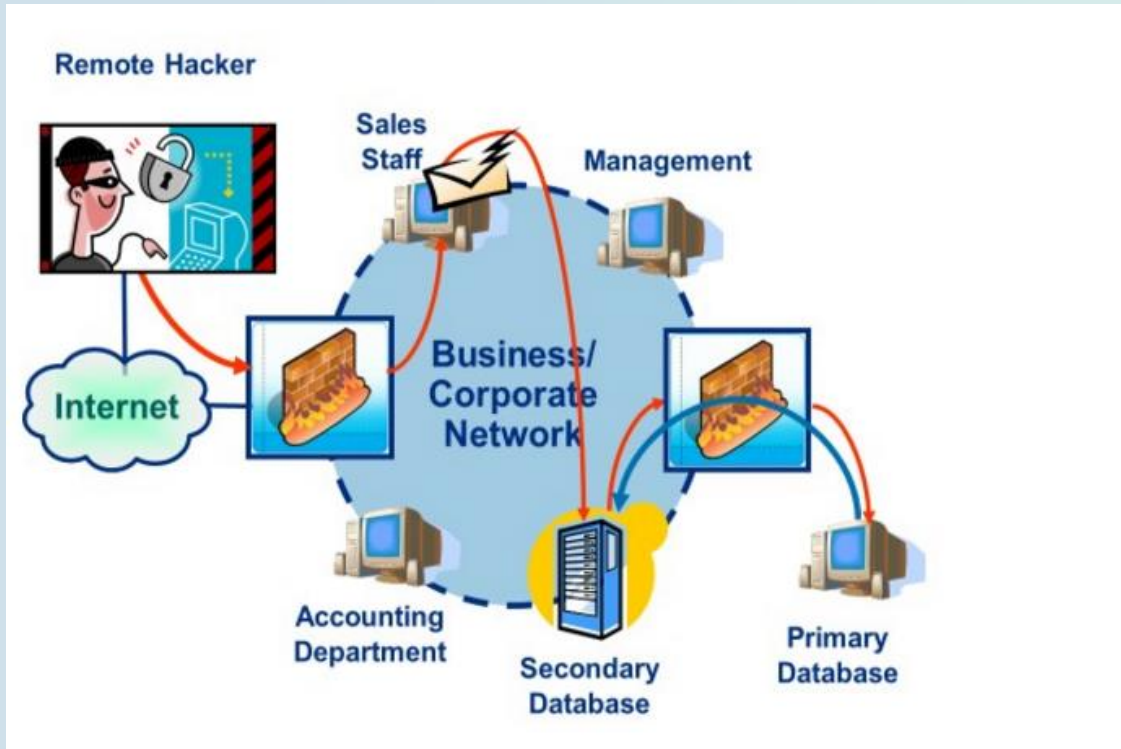 Remote Hacker
Sales
Staff
Management
Internet
Business/
Corporate
Network
Accounting
Department
Secondary
Database
Primary
Database